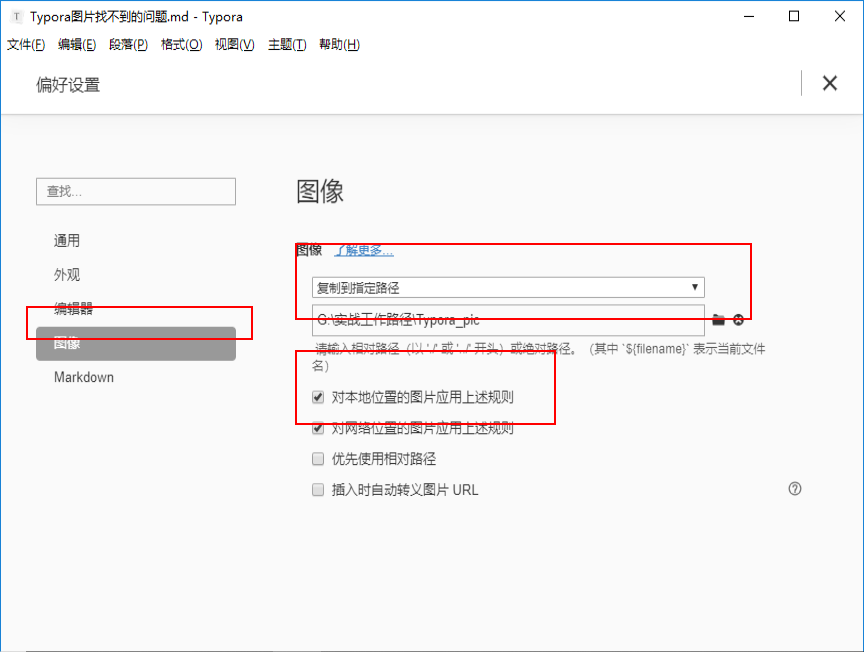 Typora图片找不到的问题.md - Typora
文件(F) 编辑(E) 段落(P) 格式(O) 视图(V) 主题(T) 帮助(H)
偏好设置
查找...
通用
外观
编辑器
图像
Markdown
图像
图像 了解更多...
复制到指定路径
G:\实战工作路径\Typora_pic
请输入相对路径（以 './' 或 '../' 开头）或绝对路径。（其中 `${filename}` 表示当前文件
名）
对本地位置的图片应用上述规则
对网络位置的图片应用上述规则
优先使用相对路径
插入时自动转义图片 URL